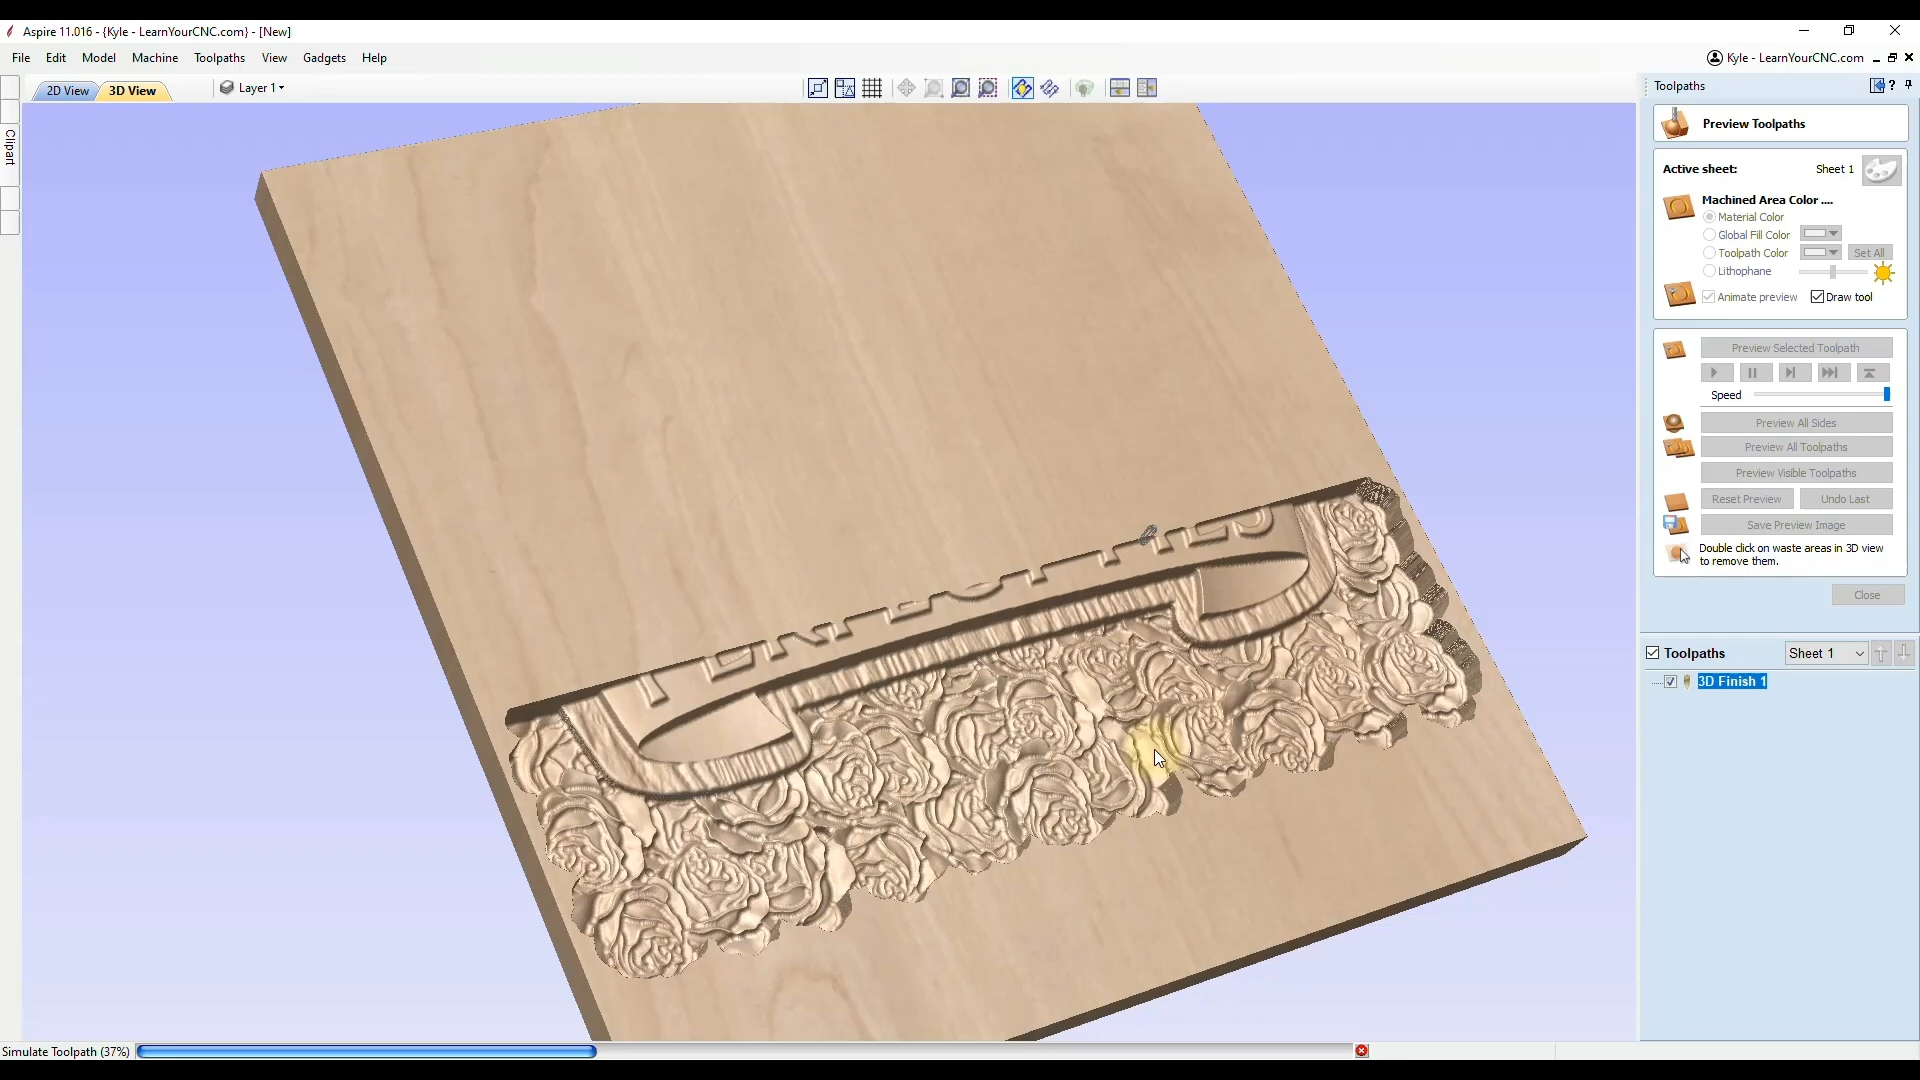 Aspire 11.016 - {Kyle - LearnYourCNC.com} - [New]
File Edit Model Machine Toolpaths View Gadgets Help
Kyle - LearnYourCNC.com
2D View 3D View Layer 1
Clipart
Toolpaths
Preview Toolpaths
Active sheet: Sheet 1
Machined Area Color ....
Material Color
Global Fill Color
Toolpath Color Set All
Lithophane
Animate preview Draw tool
Preview Selected Toolpath
Speed
Preview All Sides
Preview All Toolpaths
Preview Visible Toolpaths
Reset Preview Undo Last
Save Preview Image
Double click on waste areas in 3D view
to remove them.
Close
Toolpaths Sheet 1
3D Finish 1
Simulate Toolpath (37%)